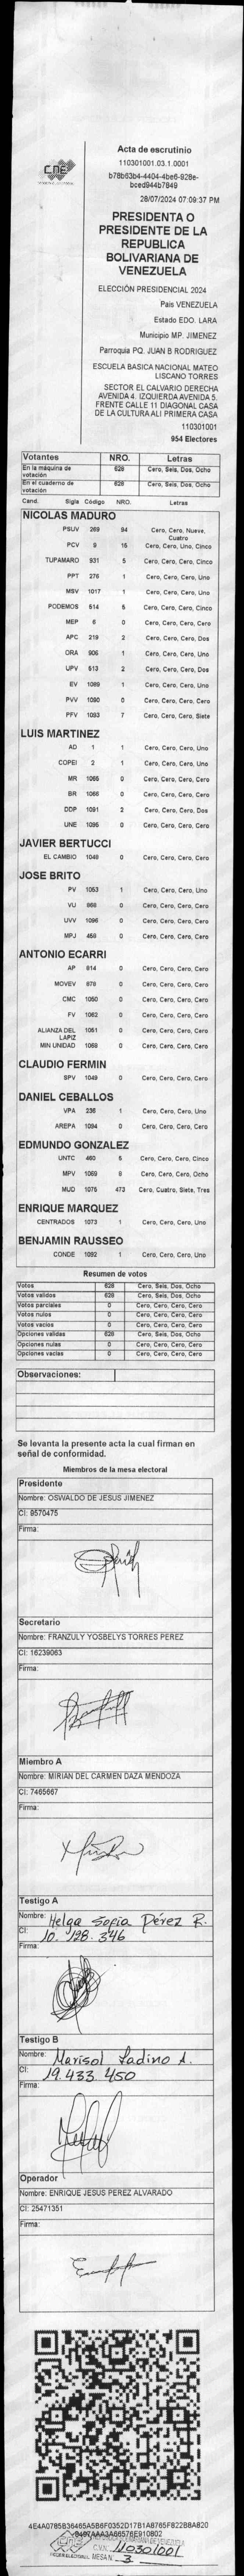 cne
Acta de escrutinio
110301001.03.1.0001
b78b63b4-4404-4be6-928e-
bced944b7849
28/07/2024 07:09:37 PM
PRESIDENTA O
PRESIDENTE DE LA
REPUBLICA
BOLIVARIANA DE
VENEZUELA
ELECCIÓN PRESIDENCIAL 2024
Pais VENEZUELA
Estado EDO. LARA
Municipio MP. JIMENEZ
Parroquia PQ. JUAN B RODRIGUEZ
ESCUELA BASICA NACIONAL MATEO
LISCANO TORRES
SECTOR EL CALVARIO DERECHA
AVENIDA 4. IZQUIERDA AVENIDA 5.
FRENTE CALLE 11 DIAGONAL CASA
DE LA CULTURA ALI PRIMERA CASA
110301001
954 Electores
Votantes NRO. Letras
En la máquina de votación 628 Cero, Seis, Dos, Ocho
En el cuaderno de votación 628 Cero, Seis, Dos, Ocho
Cand. Sigla Código NRO. Letras
NICOLAS MADURO
PSUV 269 94 Cero, Cero, Nueve, Cuatro
PCV 9 15 Cero, Cero, Uno, Cinco
TUPAMARO 931 5 Cero, Cero, Cero, Cinco
PPT 276 1 Cero, Cero, Cero, Uno
MSV 1017 1 Cero, Cero, Cero, Uno
PODEMOS 514 5 Cero, Cero, Cero, Cinco
MEP 6 0 Cero, Cero, Cero, Cero
APC 219 2 Cero, Cero, Cero, Dos
ORA 906 1 Cero, Cero, Cero, Uno
UPV 513 2 Cero, Cero, Cero, Dos
EV 1089 1 Cero, Cero, Cero, Uno
PVV 1090 0 Cero, Cero, Cero, Cero
PFV 1093 7 Cero, Cero, Cero, Siete
LUIS MARTINEZ
AD 1 1 Cero, Cero, Cero, Uno
COPEI 2 1 Cero, Cero, Cero, Uno
MR 1065 0 Cero, Cero, Cero, Cero
BR 1066 0 Cero, Cero, Cero, Cero
DDP 1091 2 Cero, Cero, Cero, Dos
UNE 1095 0 Cero, Cero, Cero, Cero
JAVIER BERTUCCI
EL CAMBIO 1048 0 Cero, Cero, Cero, Cero
JOSE BRITO
PV 1053 1 Cero, Cero, Cero, Uno
VU 868 0 Cero, Cero, Cero, Cero
UVV 1096 0 Cero, Cero, Cero, Cero
MPJ 458 0 Cero, Cero, Cero, Cero
ANTONIO ECARRI
AP 814 0 Cero, Cero, Cero, Cero
MOVEV 878 0 Cero, Cero, Cero, Cero
CMC 1050 0 Cero, Cero, Cero, Cero
FV 1062 0 Cero, Cero, Cero, Cero
ALIANZA DEL LAPIZ 1051 0 Cero, Cero, Cero, Cero
MIN UNIDAD 1058 0 Cero, Cero, Cero, Cero
CLAUDIO FERMIN
SPV 1049 0 Cero, Cero, Cero, Cero
DANIEL CEBALLOS
VPA 236 1 Cero, Cero, Cero, Uno
AREPA 1094 0 Cero, Cero, Cero, Cero
EDMUNDO GONZALEZ
UNTC 460 5 Cero, Cero, Cero, Cinco
MPV 1069 8 Cero, Cero, Cero, Ocho
MUD 1075 473 Cero, Cuatro, Siete, Tres
ENRIQUE MARQUEZ
CENTRADOS 1073 1 Cero, Cero, Cero, Uno
BENJAMIN RAUSSEO
CONDE 1092 1 Cero, Cero, Cero, Uno
Resumen de votos
Votos 628 Cero, Seis, Dos, Ocho
Votos validos 628 Cero, Seis, Dos, Ocho
Votos parciales 0 Cero, Cero, Cero, Cero
Votos nulos 0 Cero, Cero, Cero, Cero
Votos vacios 0 Cero, Cero, Cero, Cero
Opciones validas 628 Cero, Seis, Dos, Ocho
Opciones nulas 0 Cero, Cero, Cero, Cero
Opciones vacias 0 Cero, Cero, Cero, Cero
Observaciones:
Se levanta la presente acta la cual firman en
señal de conformidad.
Miembros de la mesa electoral
Presidente
Nombre: OSWALDO DE JESUS JIMENEZ
CI: 9570475
Firma:
Secretario
Nombre: FRANZULY YOSBELYS TORRES PEREZ
CI: 16239063
Firma:
Miembro A
Nombre: MIRIAN DEL CARMEN DAZA MENDOZA
CI: 7465667
Firma:
Testigo A
Nombre: Helga Sofia Pérez R.
CI: 10.128.346
Firma:
Testigo B
Nombre: Marisol Ladino A.
CI: 19.433.450
Firma:
Operador
Nombre: ENRIQUE JESUS PEREZ ALVARADO
CI: 25471351
Firma:
4E4A0785B36465A5B6F0352D17B1A8765F822B8A820
cne
C.V.N.: 110301001
MESA N. 3